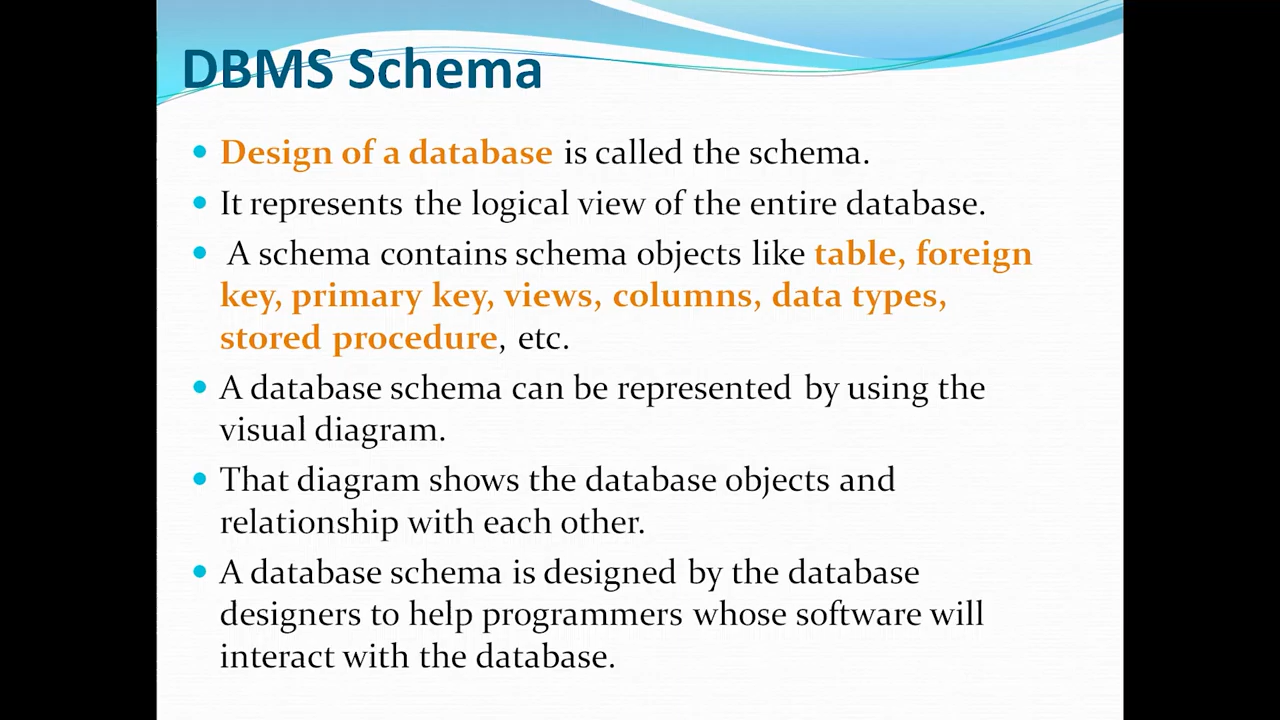 DBMS Schema
Design of a database is called the schema.
It represents the logical view of the entire database.
A schema contains schema objects like table, foreign
key, primary key, views, columns, data types,
stored procedure, etc.
A database schema can be represented by using the
visual diagram.
That diagram shows the database objects and
relationship with each other.
A database schema is designed by the database
designers to help programmers whose software will
interact with the database.